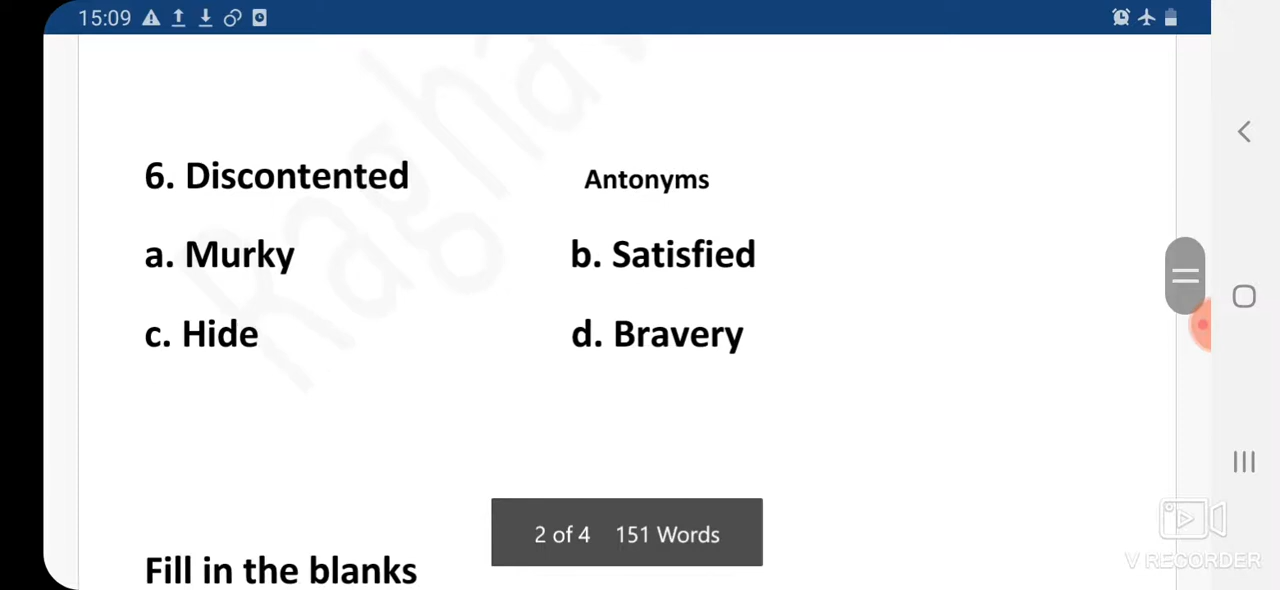 15:09
Raghav
6. Discontented Antonyms
a. Murky b. Satisfied
c. Hide d. Bravery
2 of 4 151 Words
Fill in the blanks
V RECORDER